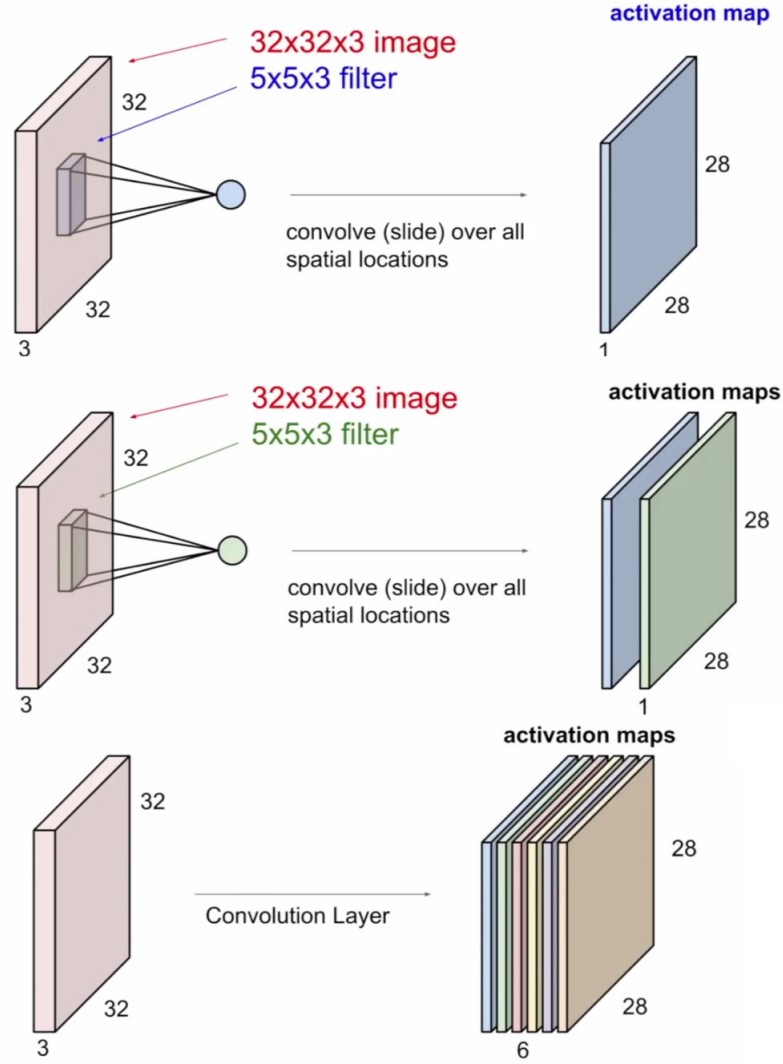 activation map
32x32x3 image
5x5x3 filter
32
28
convolve (slide) over all
spatial locations
32
28
3
1
activation maps
32x32x3 image
5x5x3 filter
32
28
convolve (slide) over all
spatial locations
32
28
3
1
activation maps
32
28
Convolution Layer
32
28
3
6